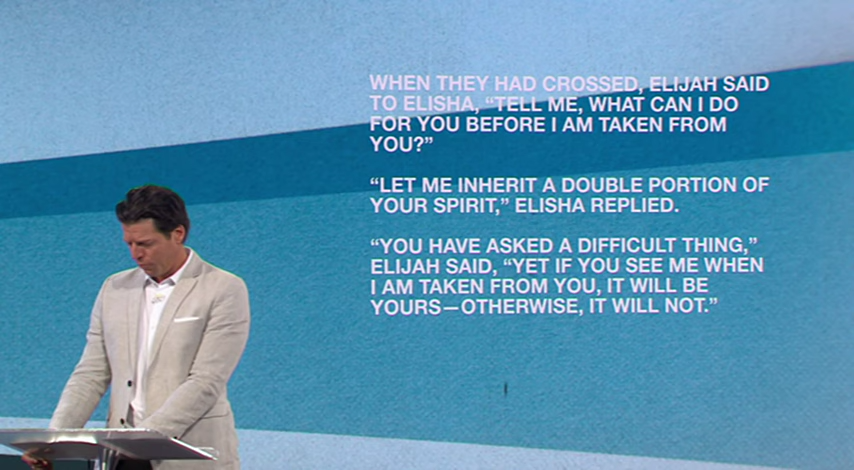 WHEN THEY HAD CROSSED, ELIJAH SAID
TO ELISHA, “TELL ME, WHAT CAN I DO
FOR YOU BEFORE I AM TAKEN FROM
YOU?”
“LET ME INHERIT A DOUBLE PORTION OF
YOUR SPIRIT,” ELISHA REPLIED.
“YOU HAVE ASKED A DIFFICULT THING,”
ELIJAH SAID, “YET IF YOU SEE ME WHEN
I AM TAKEN FROM YOU, IT WILL BE
YOURS—OTHERWISE, IT WILL NOT.”